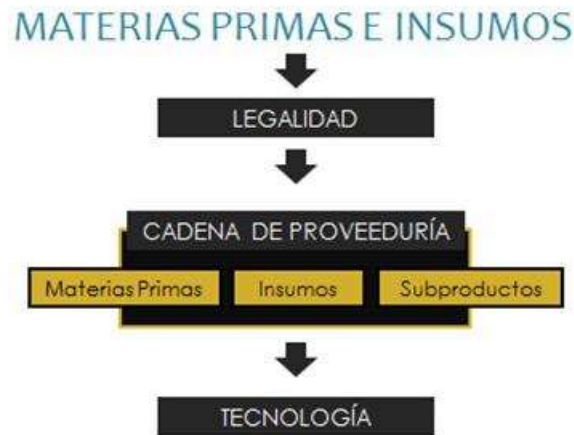 MATERIAS PRIMAS E INSUMOS
LEGALIDAD
CADENA DE PROVEEDURÍA
Materias Primas Insumos Subproductos
TECNOLOGÍA